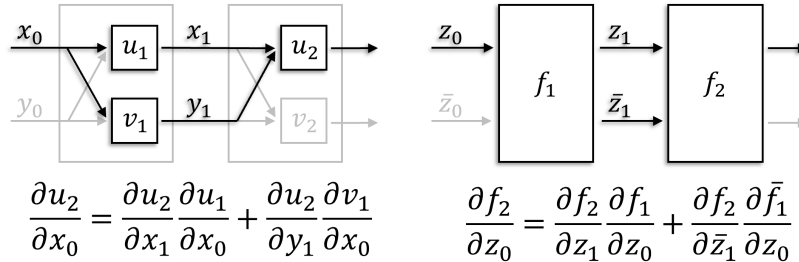 x₀ u₁ x₁ u₂
y₀ v₁ y₁ v₂
∂u₂/∂x₀ = ∂u₂/∂x₁ ∂u₁/∂x₀ + ∂u₂/∂y₁ ∂v₁/∂x₀
z₀ f₁ z₁ f₂
z̄₀ z̄₁
∂f₂/∂z₀ = ∂f₂/∂z₁ ∂f₁/∂z₀ + ∂f₂/∂z̄₁ ∂f̄₁/∂z₀